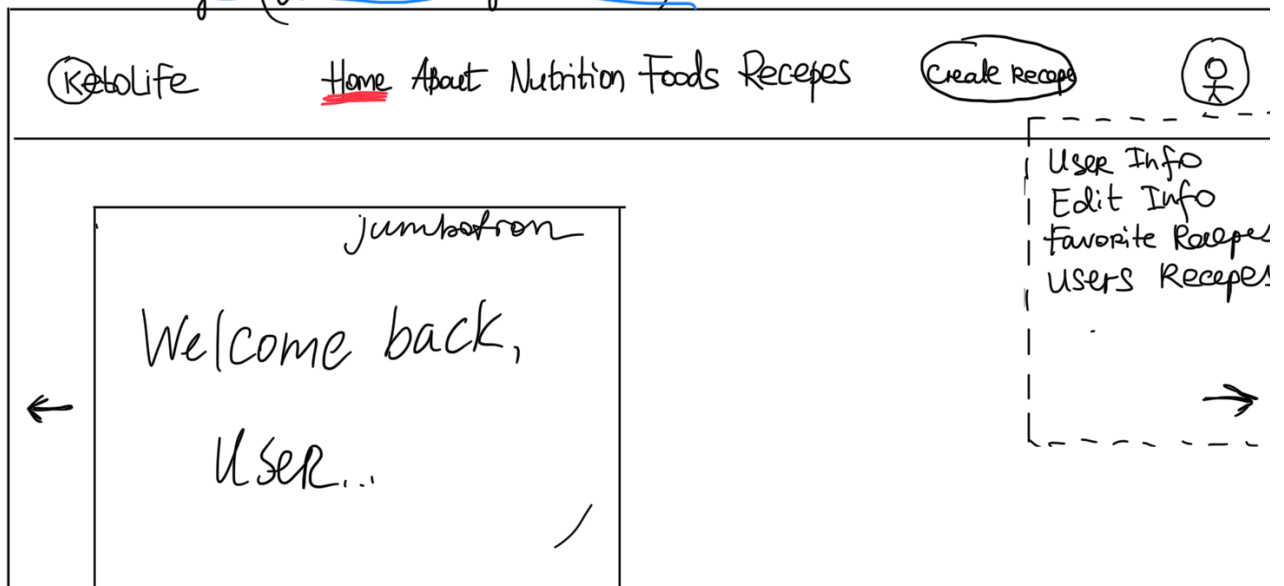 KetoLife Home About Nutrition Foods Recepes Create Recepe
User Info
Edit Info
Favorite Recepes
Users Recepes
jumbotron
Welcome back,
User...